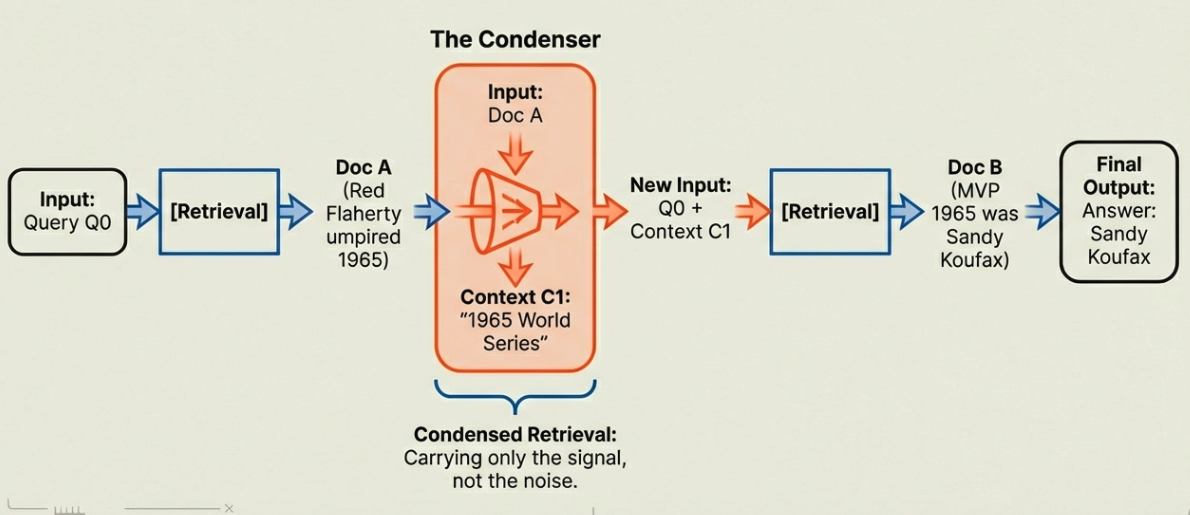 The Condenser
Input:
Query Q0
[Retrieval]
Doc A
(Red
Flaherty
umpired
1965)
Input:
Doc A
Context C1:
"1965 World
Series"
New Input:
Q0 +
Context C1
[Retrieval]
Doc B
(MVP
1965 was
Sandy
Koufax)
Final
Output:
Answer:
Sandy
Koufax
Condensed Retrieval:
Carrying only the signal,
not the noise.